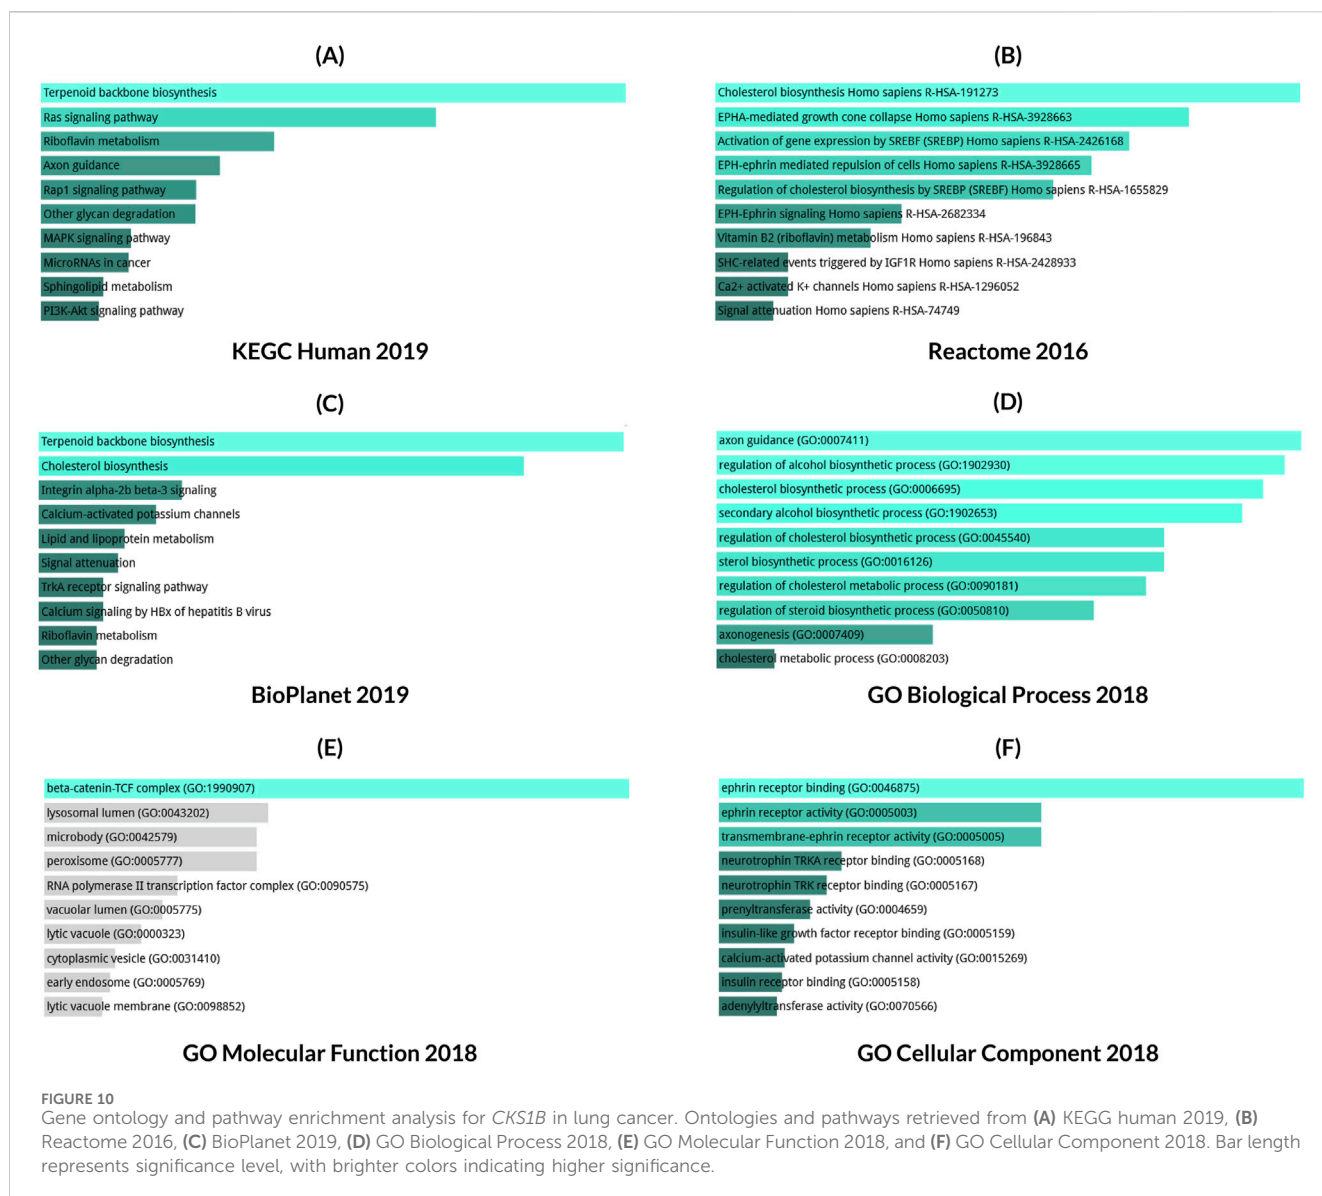 (A)
Terpenoid backbone biosynthesis
Ras signaling pathway
Riboflavin metabolism
Axon guidance
Rap1 signaling pathway
Other glycan degradation
MAPK signaling pathway
MicroRNAs in cancer
Sphingolipid metabolism
PI3K-Akt signaling pathway
KEGC Human 2019
(B)
Cholesterol biosynthesis Homo sapiens R-HSA-191273
EPHA-mediated growth cone collapse Homo sapiens R-HSA-3928663
Activation of gene expression by SREBF (SREBP) Homo sapiens R-HSA-2426168
EPH-ephrin mediated repulsion of cells Homo sapiens R-HSA-3928665
Regulation of cholesterol biosynthesis by SREBP (SREBF) Homo sapiens R-HSA-1655829
EPH-Ephrin signaling Homo sapiens R-HSA-2682334
Vitamin B2 (riboflavin) metabolism Homo sapiens R-HSA-196843
SHC-related events triggered by IGF1R Homo sapiens R-HSA-2428933
Ca2+ activated K+ channels Homo sapiens R-HSA-1296052
Signal attenuation Homo sapiens R-HSA-74749
Reactome 2016
(C)
Terpenoid backbone biosynthesis
Cholesterol biosynthesis
Integrin alpha-2b beta-3 signaling
Calcium-activated potassium channels
Lipid and lipoprotein metabolism
Signal attenuation
TrkA receptor signaling pathway
Calcium signaling by HBx of hepatitis B virus
Riboflavin metabolism
Other glycan degradation
BioPlanet 2019
(D)
axon guidance (GO:0007411)
regulation of alcohol biosynthetic process (GO:1902930)
cholesterol biosynthetic process (GO:0006695)
secondary alcohol biosynthetic process (GO:1902653)
regulation of cholesterol biosynthetic process (GO:0045540)
sterol biosynthetic process (GO:0016126)
regulation of cholesterol metabolic process (GO:0090181)
regulation of steroid biosynthetic process (GO:0050810)
axonogenesis (GO:0007409)
cholesterol metabolic process (GO:0008203)
GO Biological Process 2018
(E)
beta-catenin-TCF complex (GO:1990907)
lysosomal lumen (GO:0043202)
microbody (GO:0042579)
peroxisome (GO:0005777)
RNA polymerase II transcription factor complex (GO:0090575)
vacuolar lumen (GO:0005775)
lytic vacuole (GO:0000323)
cytoplasmic vesicle (GO:0031410)
early endosome (GO:0005769)
lytic vacuole membrane (GO:0098852)
GO Molecular Function 2018
(F)
ephrin receptor binding (GO:0046875)
ephrin receptor activity (GO:0005003)
transmembrane-ephrin receptor activity (GO:0005005)
neurotrophin TRKA receptor binding (GO:0005168)
neurotrophin TRK receptor binding (GO:0005167)
prenyltransferase activity (GO:0004659)
insulin-like growth factor receptor binding (GO:0005159)
calcium-activated potassium channel activity (GO:0015269)
insulin receptor binding (GO:0005158)
adenylyltransferase activity (GO:0070566)
GO Cellular Component 2018
FIGURE 10
Gene ontology and pathway enrichment analysis for CKS1B in lung cancer. Ontologies and pathways retrieved from (A) KEGG human 2019, (B)
Reactome 2016, (C) BioPlanet 2019, (D) GO Biological Process 2018, (E) GO Molecular Function 2018, and (F) GO Cellular Component 2018. Bar length
represents significance level, with brighter colors indicating higher significance.